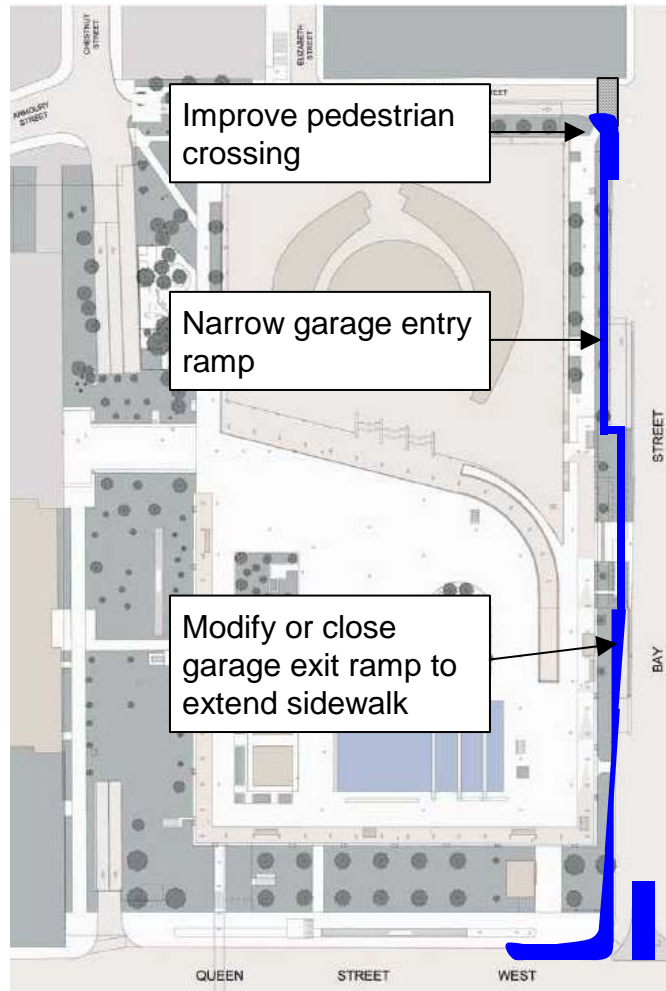 CHESTNUT
STREET
ELIZABETH
STREET
ARMOURY
STREET
REET
Improve pedestrian
crossing
Narrow garage entry
ramp
STREET
Modify or close
garage exit ramp to
extend sidewalk
BAY
QUEEN STREET WEST